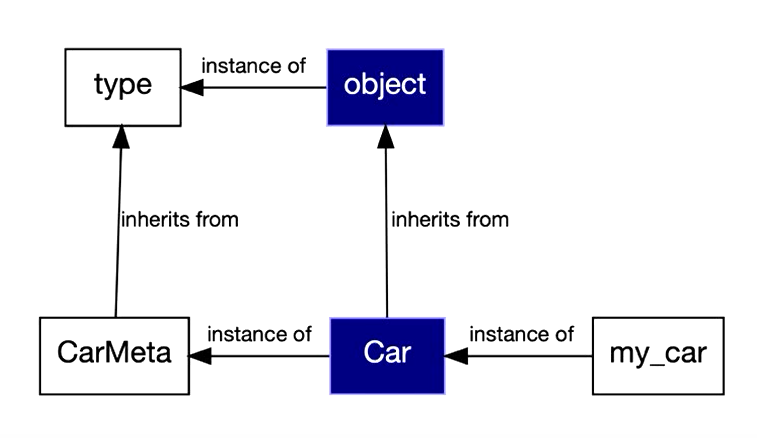 type
instance of
object
inherits from
inherits from
CarMeta
instance of
Car
instance of
my_car